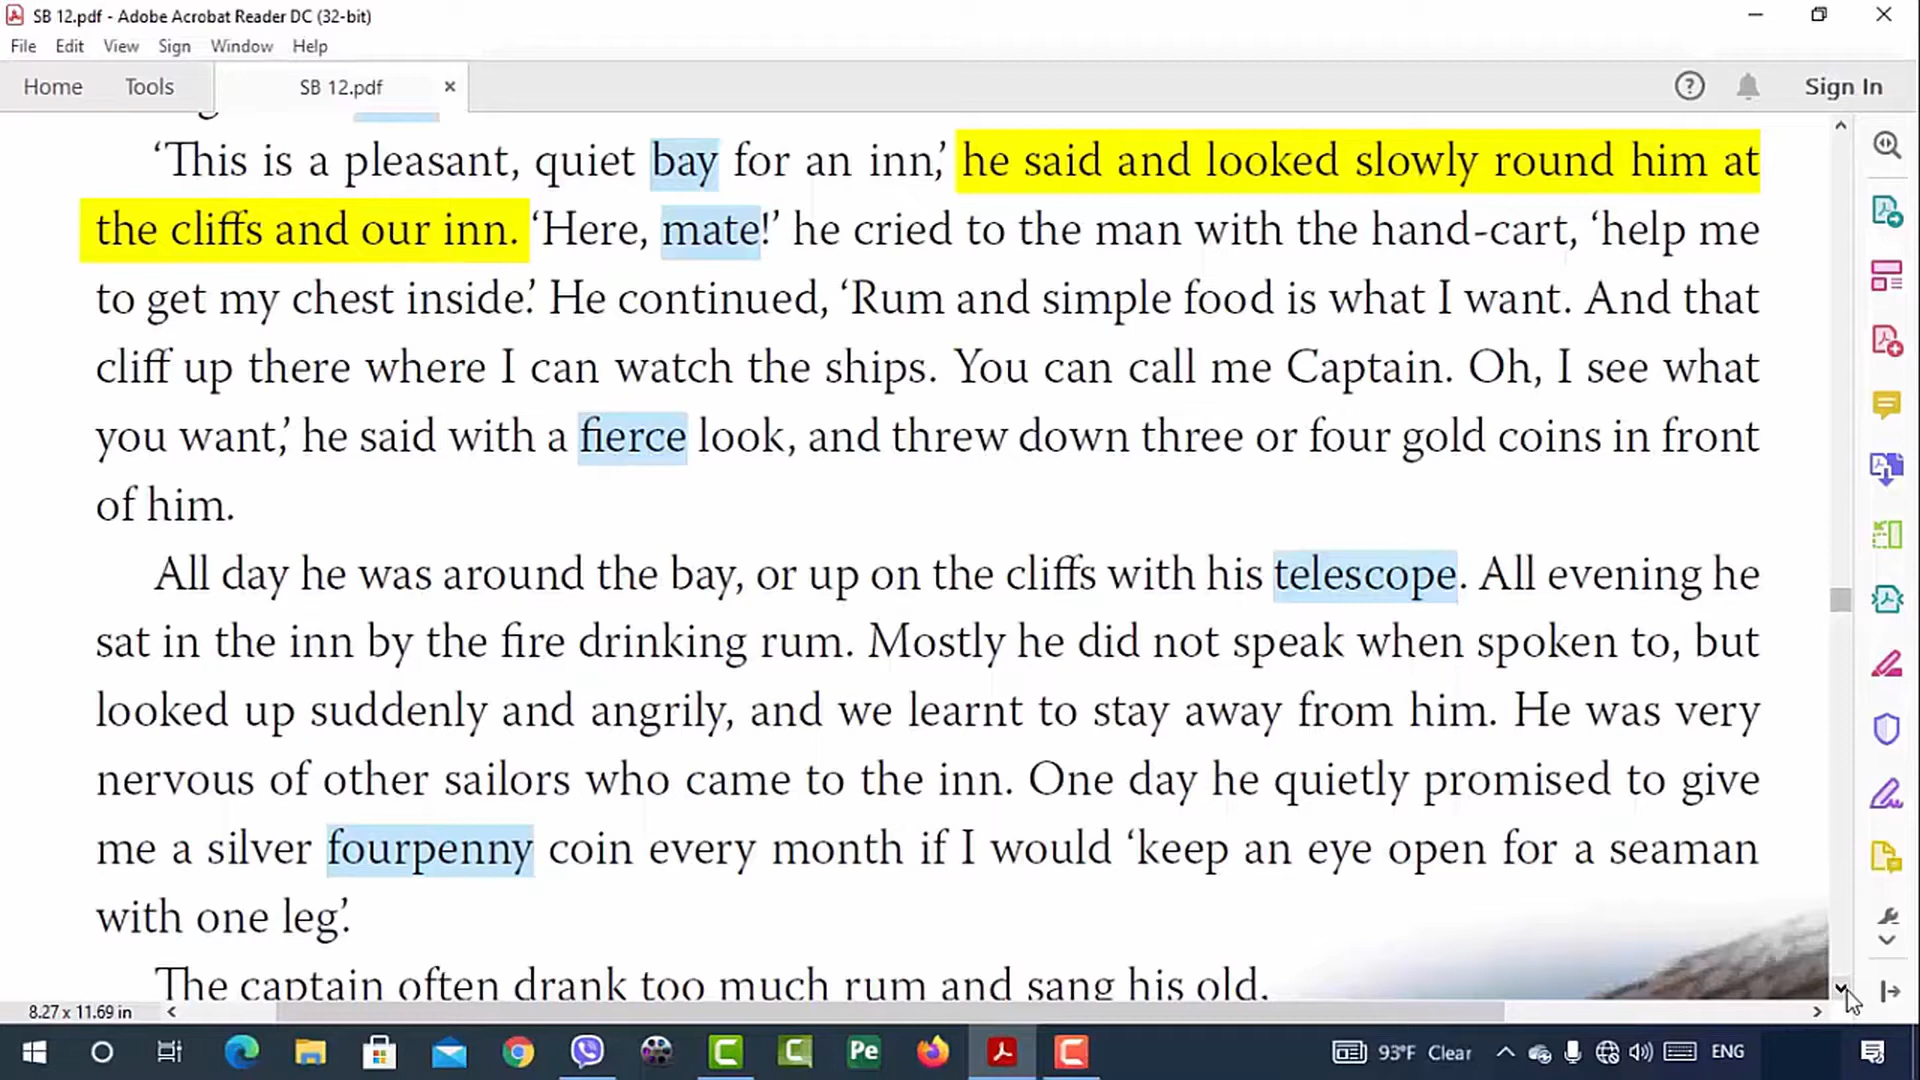 SB 12.pdf - Adobe Acrobat Reader DC (32-bit)
File Edit View Sign Window Help
Home Tools SB 12.pdf × Sign In
‘This is a pleasant, quiet bay for an inn,’ he said and looked slowly round him at
the cliffs and our inn. ‘Here, mate!’ he cried to the man with the hand-cart, ‘help me
to get my chest inside.’ He continued, ‘Rum and simple food is what I want. And that
cliff up there where I can watch the ships. You can call me Captain. Oh, I see what
you want,’ he said with a fierce look, and threw down three or four gold coins in front
of him.
All day he was around the bay, or up on the cliffs with his telescope. All evening he
sat in the inn by the fire drinking rum. Mostly he did not speak when spoken to, but
looked up suddenly and angrily, and we learnt to stay away from him. He was very
nervous of other sailors who came to the inn. One day he quietly promised to give
me a silver fourpenny coin every month if I would ‘keep an eye open for a seaman
with one leg’.
The captain often drank too much rum and sang his old,
8.27 x 11.69 in
Pe 93°F Clear ENG